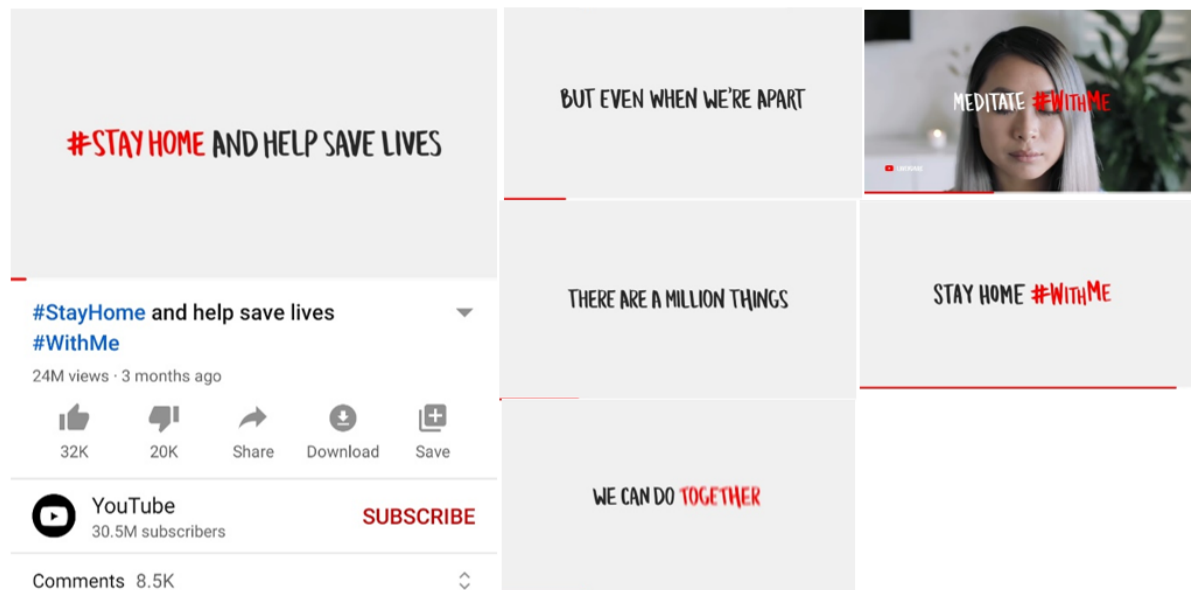 #STAY HOME AND HELP SAVE LIVES
#StayHome and help save lives
#WithMe
24M views · 3 months ago
32K 20K Share Download Save
YouTube
30.5M subscribers
SUBSCRIBE
Comments 8.5K
BUT EVEN WHEN WE'RE APART
THERE ARE A MILLION THINGS
WE CAN DO TOGETHER
MEDITATE #WITHME
STAY HOME #WITHME